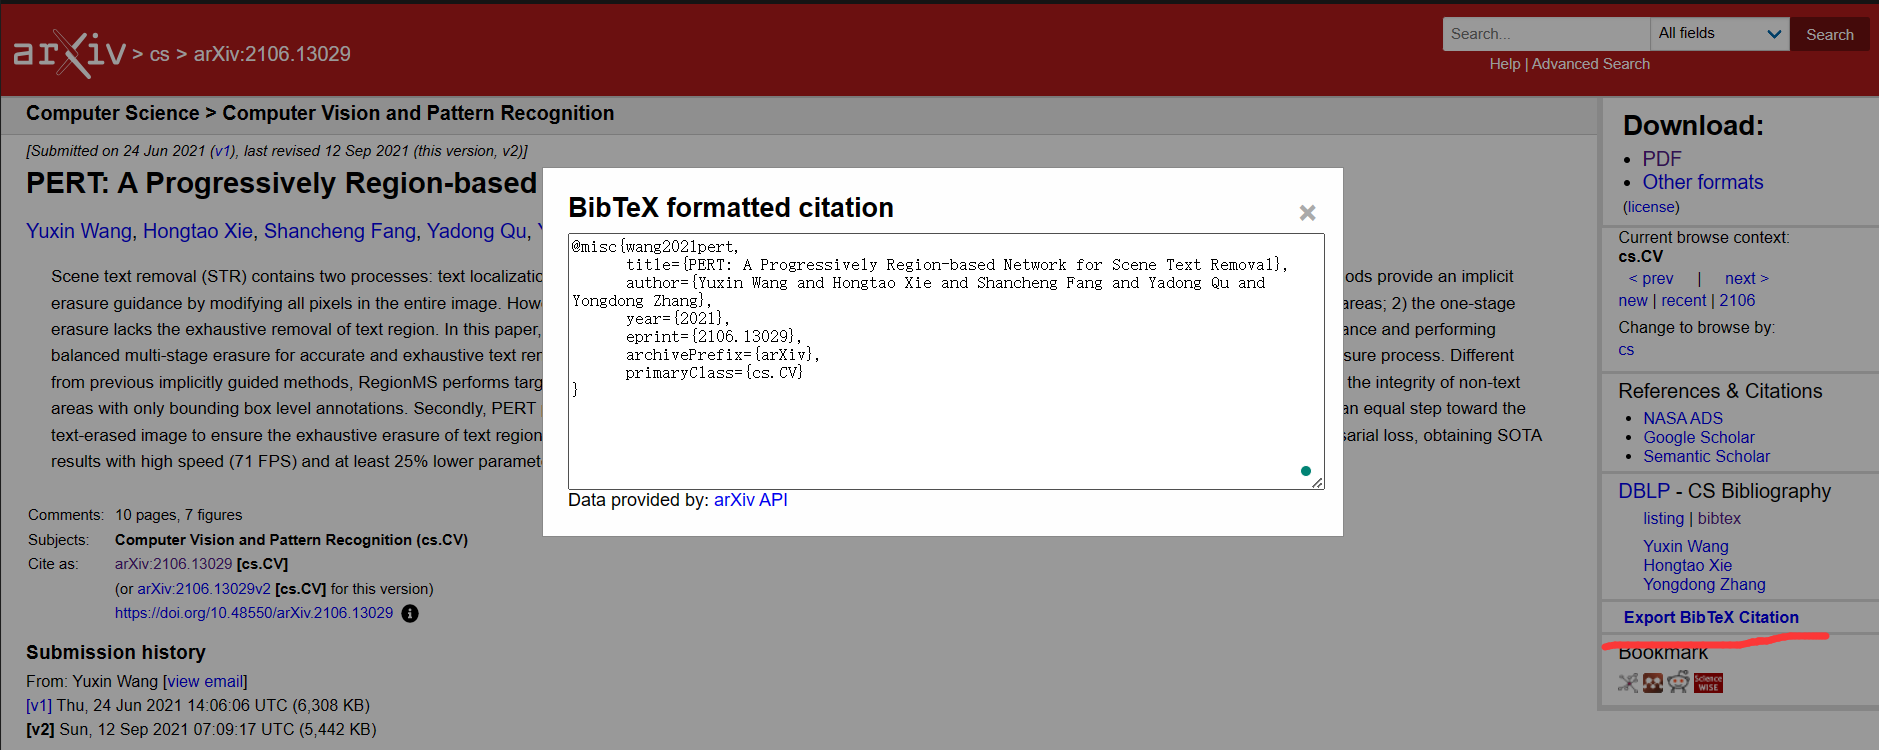 arXiv > cs > arXiv:2106.13029
Search...
All fields
Search
Help | Advanced Search
Computer Science > Computer Vision and Pattern Recognition
[Submitted on 24 Jun 2021 (v1), last revised 12 Sep 2021 (this version, v2)]
PERT: A Progressively Region-based
Yuxin Wang, Hongtao Xie, Shancheng Fang, Yadong Qu,
Scene text removal (STR) contains two processes: text localizatio
ods provide an implicit
erasure guidance by modifying all pixels in the entire image. Howe
areas; 2) the one-stage
erasure lacks the exhaustive removal of text region. In this paper,
ance and performing
balanced multi-stage erasure for accurate and exhaustive text rem
sure process. Different
from previous implicitly guided methods, RegionMS performs targ
the integrity of non-text
areas with only bounding box level annotations. Secondly, PERT
an equal step toward the
text-erased image to ensure the exhaustive erasure of text region
sarial loss, obtaining SOTA
results with high speed (71 FPS) and at least 25% lower paramet
Comments: 10 pages, 7 figures
Subjects: Computer Vision and Pattern Recognition (cs.CV)
Cite as: arXiv:2106.13029 [cs.CV]
(or arXiv:2106.13029v2 [cs.CV] for this version)
https://doi.org/10.48550/arXiv.2106.13029
Submission history
From: Yuxin Wang [view email]
[v1] Thu, 24 Jun 2021 14:06:06 UTC (6,308 KB)
[v2] Sun, 12 Sep 2021 07:09:17 UTC (5,442 KB)
BibTeX formatted citation
×
@misc{wang2021pert,
title={PERT: A Progressively Region-based Network for Scene Text Removal},
author={Yuxin Wang and Hongtao Xie and Shancheng Fang and Yadong Qu and
Yongdong Zhang},
year={2021},
eprint={2106.13029},
archivePrefix={arXiv},
primaryClass={cs.CV}
}
Data provided by: arXiv API
Download:
• PDF
• Other formats
(license)
Current browse context:
cs.CV
< prev | next >
new | recent | 2106
Change to browse by:
cs
References & Citations
• NASA ADS
• Google Scholar
• Semantic Scholar
DBLP - CS Bibliography
listing | bibtex
Yuxin Wang
Hongtao Xie
Yongdong Zhang
Export BibTeX Citation
Bookmark
Science
WISE